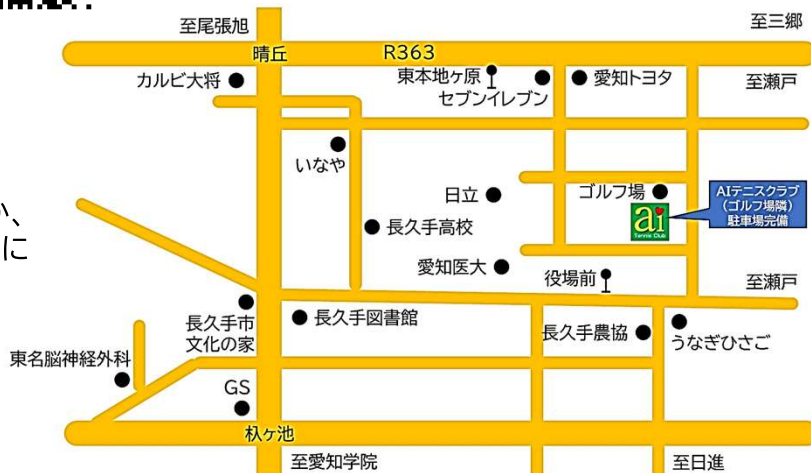 至尾張旭
至三郷
晴丘
R363
カルビ大将
東本地ヶ原
セブンイレブン
愛知トヨタ
至瀬戸
いなや
日立
ゴルフ場
AIテニスクラブ
（ゴルフ場隣）
駐車場完備
ai
Tennis Club
か、
に
長久手高校
愛知医大
役場前
至瀬戸
長久手市
文化の家
長久手図書館
長久手農協
うなぎひさご
東名脳神経外科
GS
杁ヶ池
至愛知学院
至日進